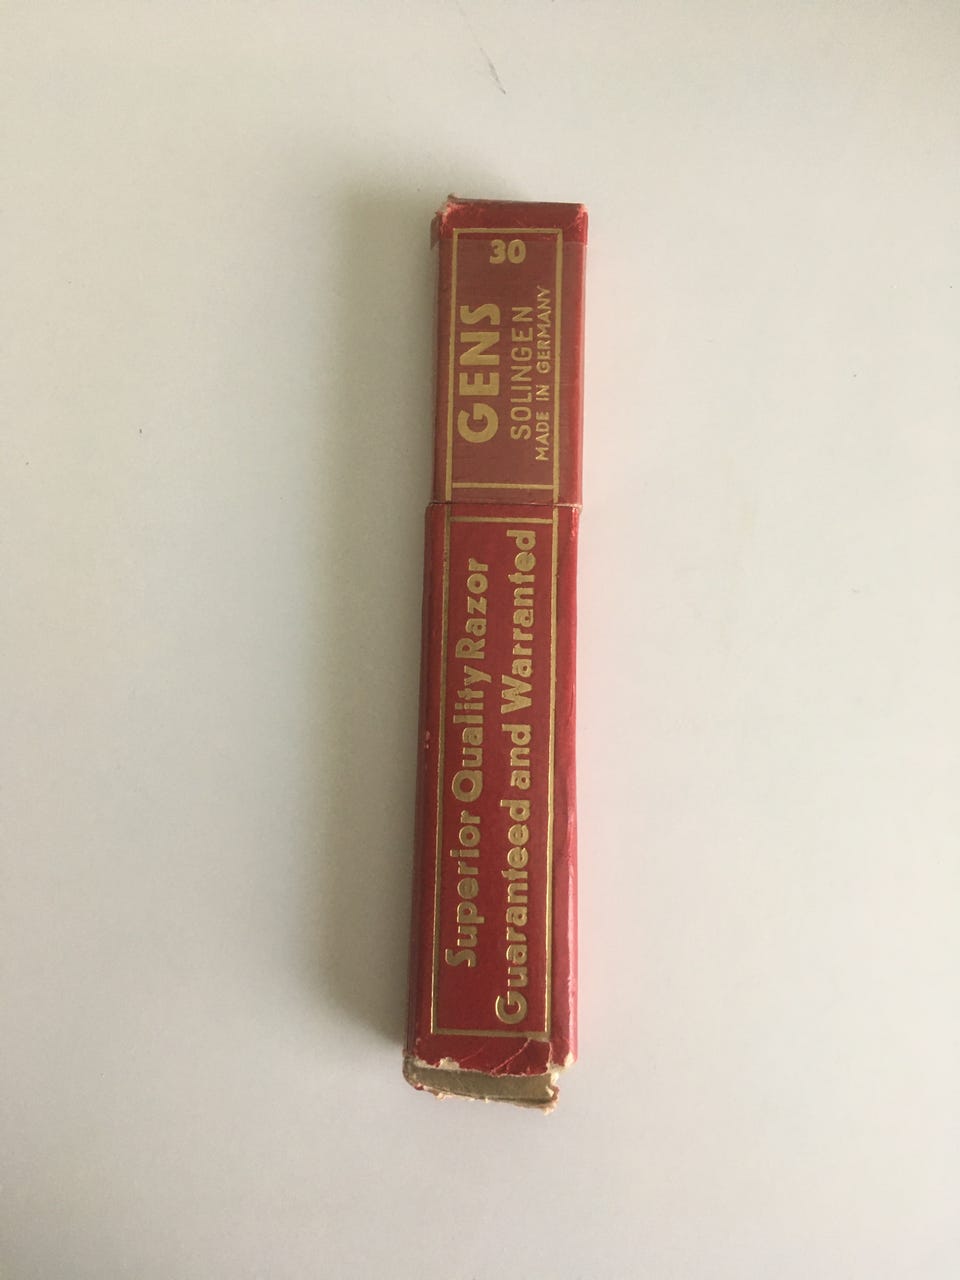 30
GENS
SOLINGEN
MADE IN GERMANY
Superior Quality Razor
Guaranteed and Warranted